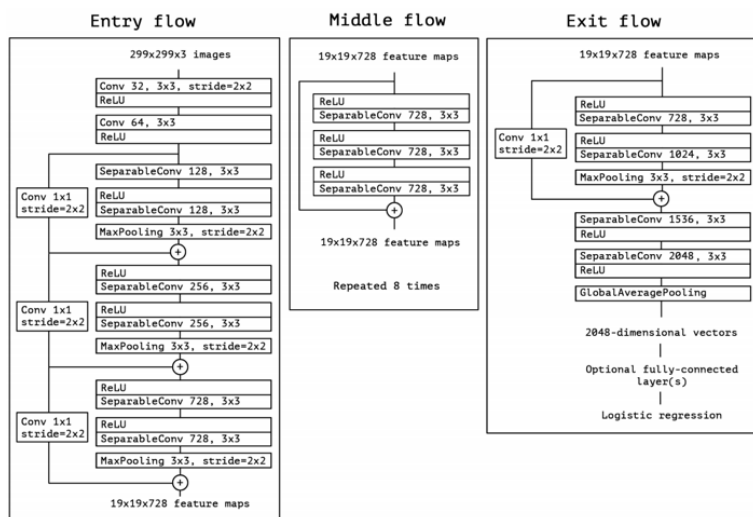 Entry flow
299x299x3 images
Conv 32, 3x3, stride=2x2
ReLU
Conv 64, 3x3
ReLU
Conv 1x1
stride=2x2
SeparableConv 128, 3x3
ReLU
SeparableConv 128, 3x3
MaxPooling 3x3, stride=2x2
+
Conv 1x1
stride=2x2
ReLU
SeparableConv 256, 3x3
ReLU
SeparableConv 256, 3x3
MaxPooling 3x3, stride=2x2
+
Conv 1x1
stride=2x2
ReLU
SeparableConv 728, 3x3
ReLU
SeparableConv 728, 3x3
MaxPooling 3x3, stride=2x2
+
19x19x728 feature maps
Middle flow
19x19x728 feature maps
ReLU
SeparableConv 728, 3x3
ReLU
SeparableConv 728, 3x3
ReLU
SeparableConv 728, 3x3
+
19x19x728 feature maps
Repeated 8 times
Exit flow
19x19x728 feature maps
Conv 1x1
stride=2x2
ReLU
SeparableConv 728, 3x3
ReLU
SeparableConv 1024, 3x3
MaxPooling 3x3, stride=2x2
+
SeparableConv 1536, 3x3
ReLU
SeparableConv 2048, 3x3
ReLU
GlobalAveragePooling
2048-dimensional vectors
Optional fully-connected
layer(s)
Logistic regression